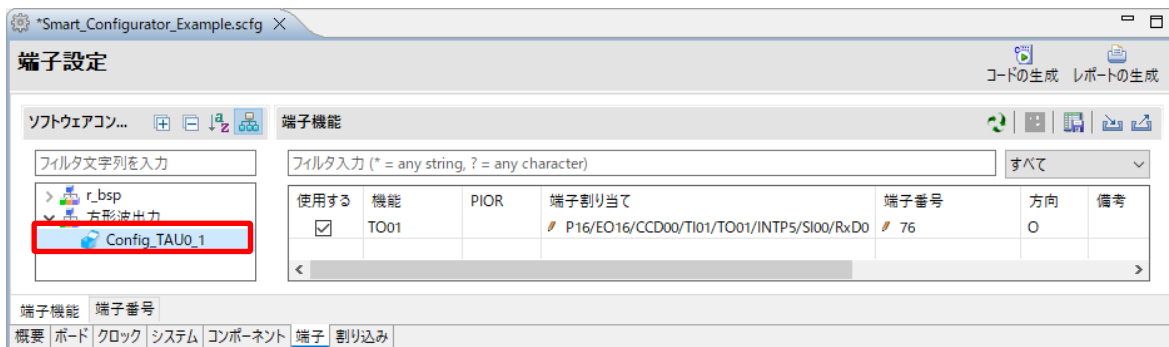 *Smart_Configurator_Example.scfg
端子設定
コードの生成 レポートの生成
ソフトウェアコン...
端子機能
フィルタ文字列を入力
フィルタ入力 (* = any string, ? = any character)
すべて
r_bsp
方形波出力
Config_TAU0_1
使用する 機能 PIOR 端子割り当て 端子番号 方向 備考
TO01 P16/EO16/CCD00/TI01/TO01/INTP5/SI00/RxD0 76 O
端子機能 端子番号
概要 ボード クロック システム コンポーネント 端子 割り込み